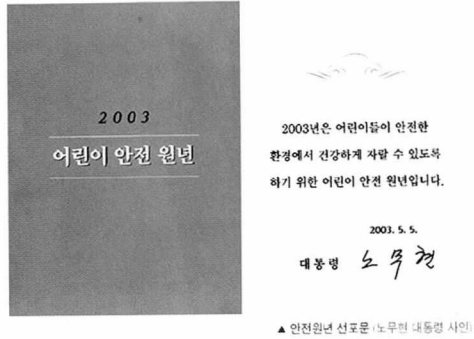 2003
어린이 안전 원년
2003년은 어린이들이 안전한
환경에서 건강하게 자랄 수 있도록
하기 위한 어린이 안전 원년입니다.
2003. 5. 5.
대통령 노무현
▲ 안전원년 선포문 (노무현 대통령 사인)